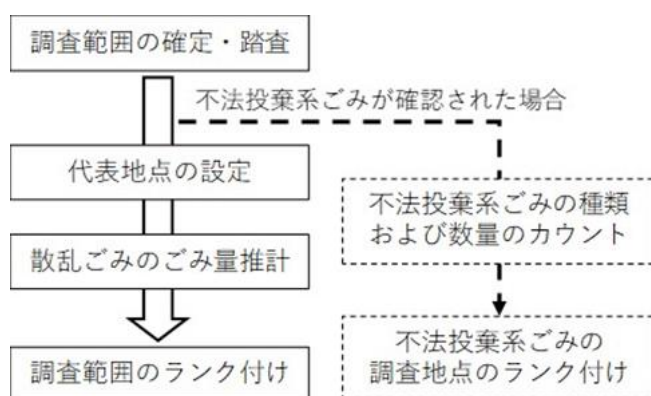 調査範囲の確定・踏査
不法投棄系ごみが確認された場合
代表地点の設定
散乱ごみのごみ量推計
調査範囲のランク付け
不法投棄系ごみの種類
および数量のカウント
不法投棄系ごみの
調査地点のランク付け